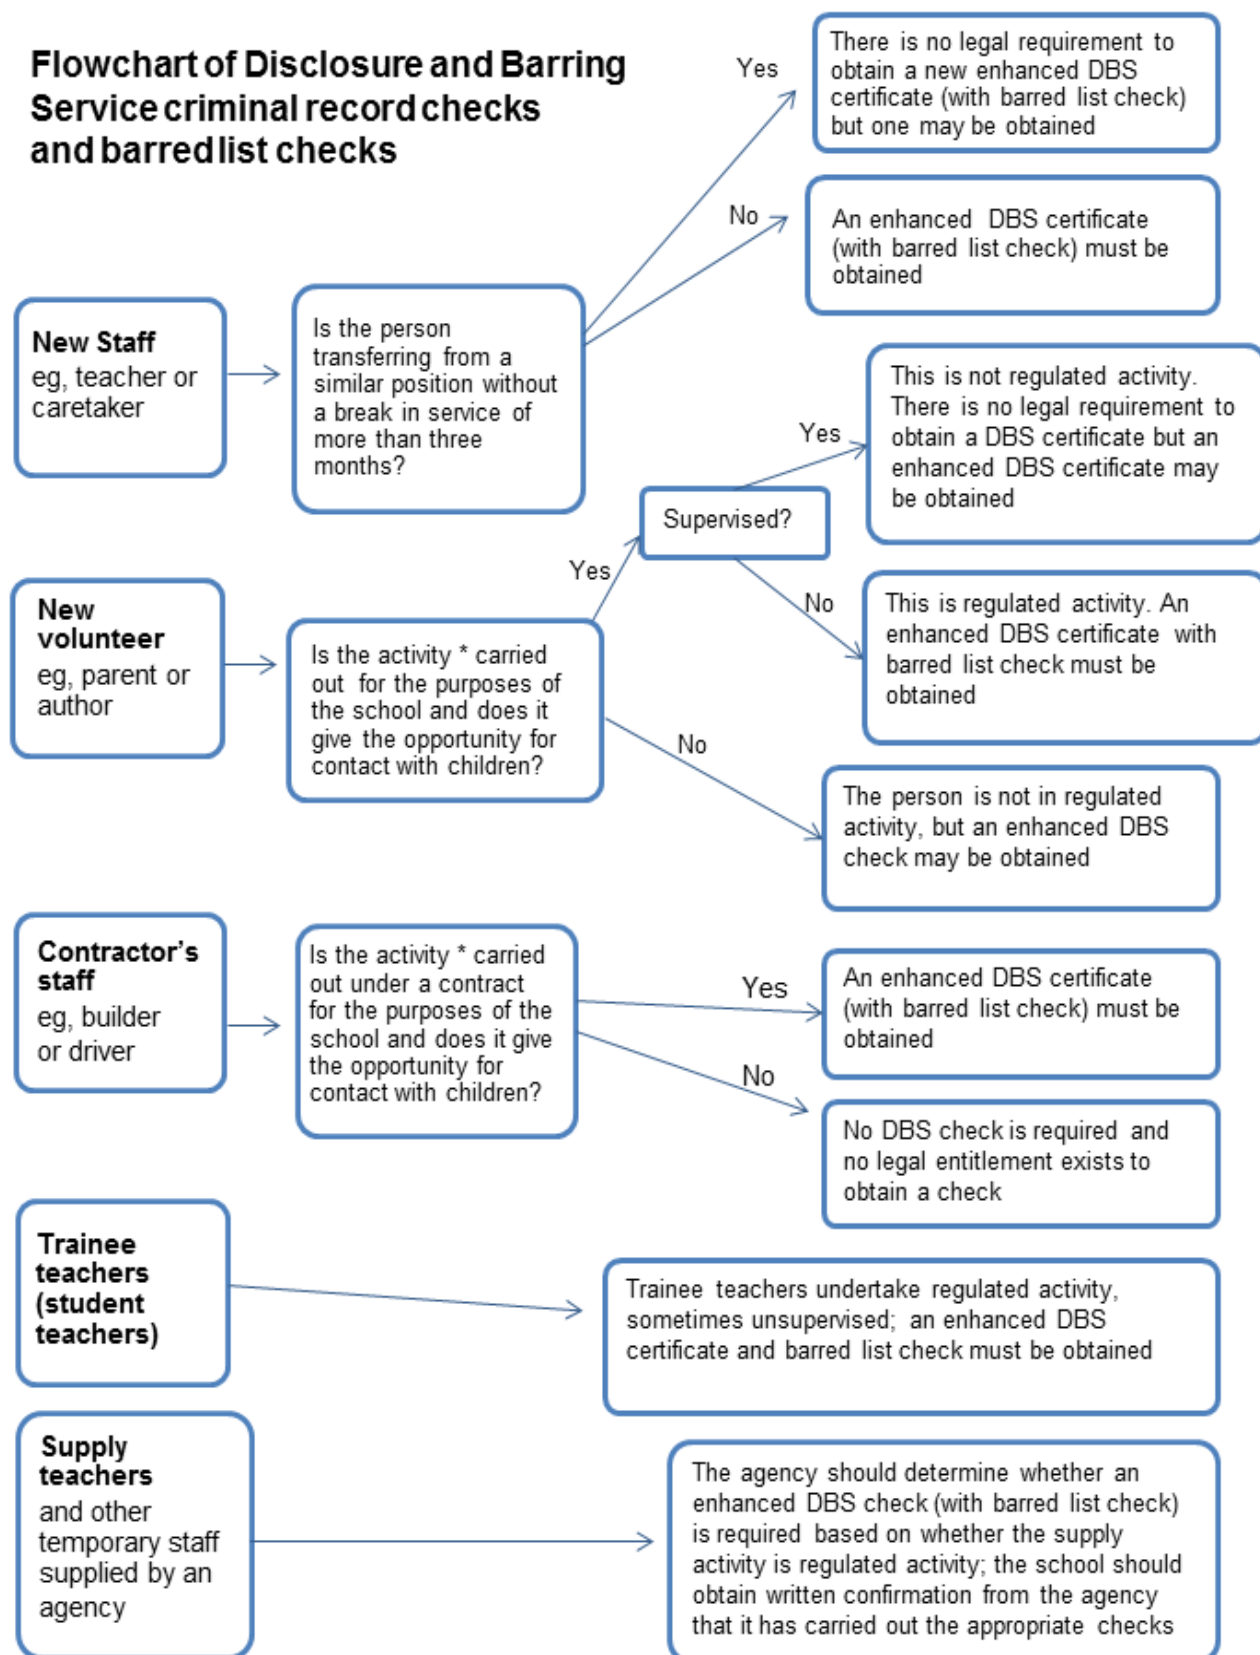 Flowchart of Disclosure and Barring
Service criminal record checks
and barred list checks
Yes
There is no legal requirement to
obtain a new enhanced DBS
certificate (with barred list check)
but one may be obtained
No
An enhanced DBS certificate
(with barred list check) must be
obtained
New Staff
eg, teacher or
caretaker
Is the person
transferring from a
similar position without
a break in service of
more than three
months?
Yes
This is not regulated activity.
There is no legal requirement to
obtain a DBS certificate but an
enhanced DBS certificate may
be obtained
Supervised?
Yes
No
This is regulated activity. An
enhanced DBS certificate with
barred list check must be
obtained
New
volunteer
eg, parent or
author
Is the activity * carried
out for the purposes of
the school and does it
give the opportunity for
contact with children?
No
The person is not in regulated
activity, but an enhanced DBS
check may be obtained
Contractor's
staff
eg, builder
or driver
Is the activity * carried
out under a contract
for the purposes of the
school and does it give
the opportunity for
contact with children?
Yes
An enhanced DBS certificate
(with barred list check) must be
obtained
No
No DBS check is required and
no legal entitlement exists to
obtain a check
Trainee
teachers
(student
teachers)
Trainee teachers undertake regulated activity,
sometimes unsupervised; an enhanced DBS
certificate and barred list check must be obtained
Supply
teachers
and other
temporary staff
supplied by an
agency
The agency should determine whether an
enhanced DBS check (with barred list check)
is required based on whether the supply
activity is regulated activity; the school should
obtain written confirmation from the agency
that it has carried out the appropriate checks